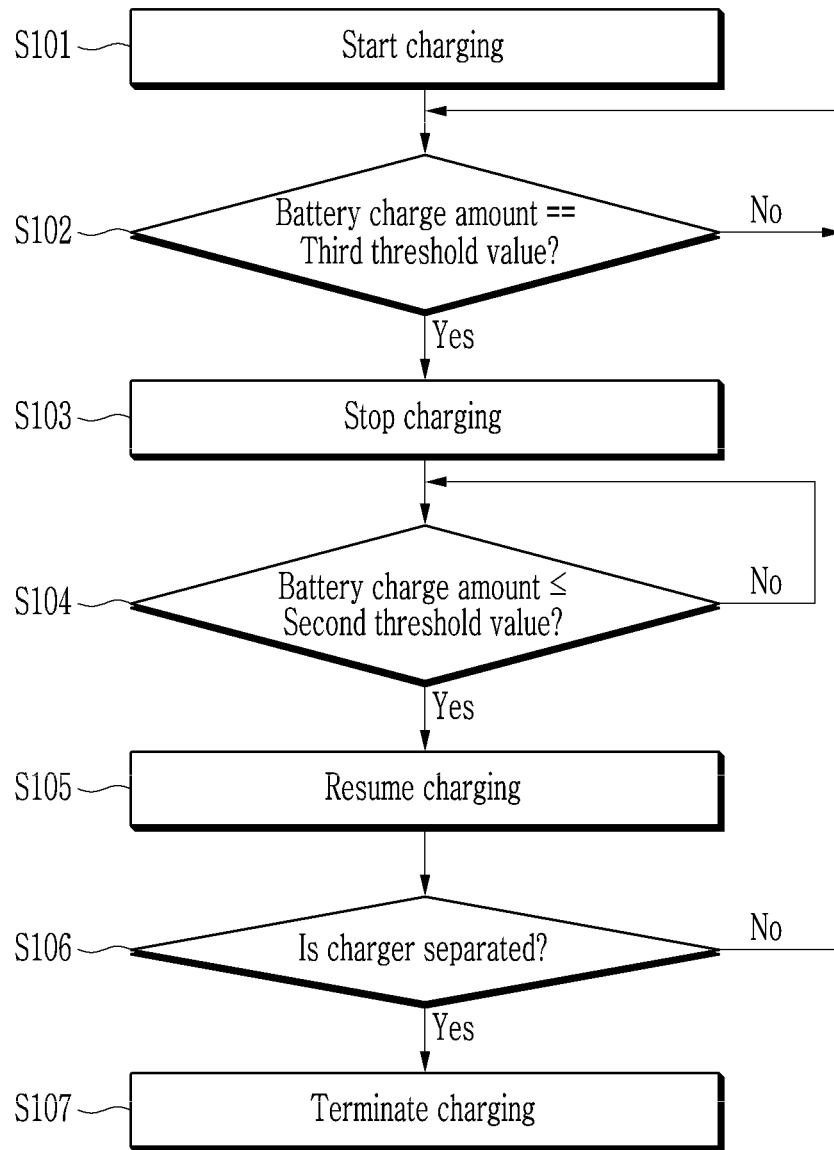 S101
Start charging
S102
Battery charge amount ==
Third threshold value?
No
Yes
S103
Stop charging
S104
Battery charge amount ≤
Second threshold value?
No
Yes
S105
Resume charging
S106
Is charger separated?
No
Yes
S107
Terminate charging